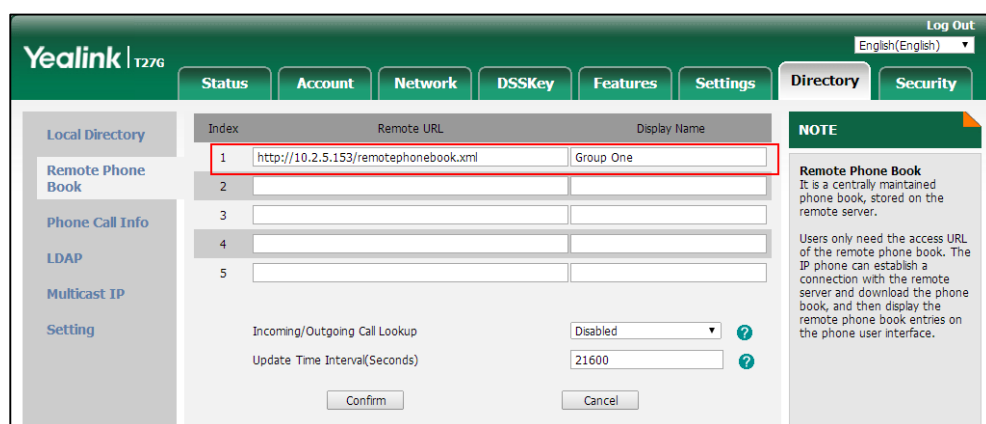 Log Out
Yealink T27G
English(English)
Status Account Network DSSKey Features Settings Directory Security
Local Directory
Remote Phone
Book
Phone Call Info
LDAP
Multicast IP
Setting
Index Remote URL Display Name
1 http://10.2.5.153/remotephonebook.xml Group One
2
3
4
5
Incoming/Outgoing Call Lookup Disabled ?
Update Time Interval(Seconds) 21600 ?
Confirm Cancel
NOTE
Remote Phone Book
It is a centrally maintained
phone book, stored on the
remote server.
Users only need the access URL
of the remote phone book. The
IP phone can establish a
connection with the remote
server and download the phone
book, and then display the
remote phone book entries on
the phone user interface.